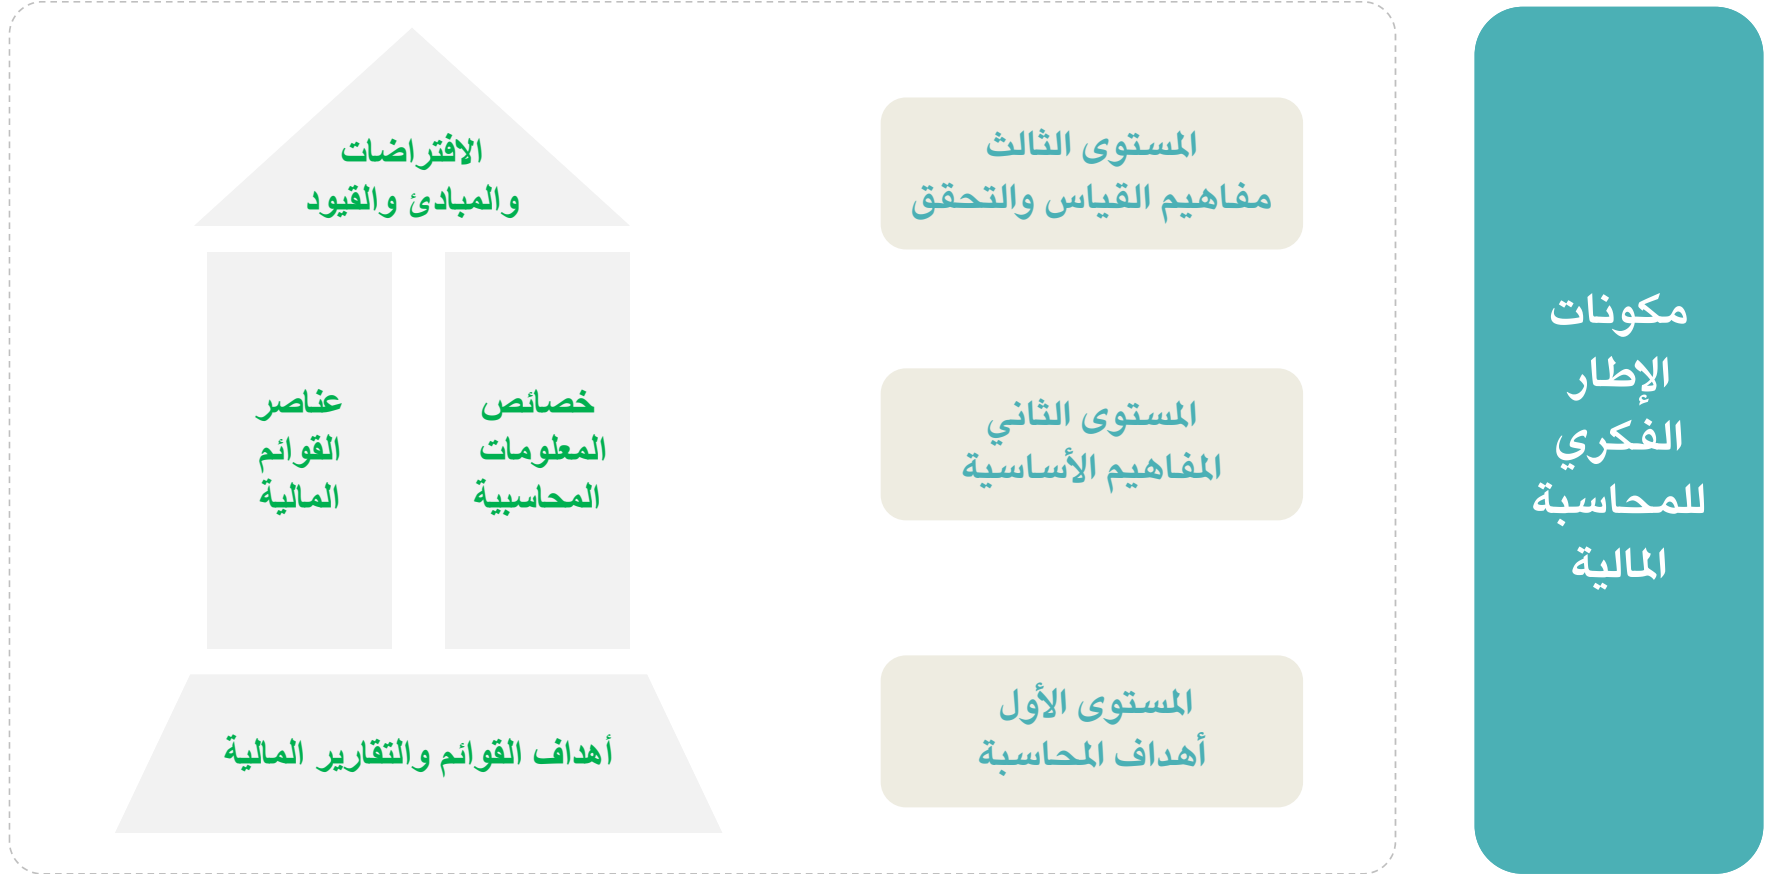 مكونات
الإطار
الفكري
للمحاسبة
المالية
المستوى الثالث
مفاهيم القياس والتحقق
الافتراضات
والمبادئ والقيود
المستوى الثاني
المفاهيم الأساسية
خصائص
المعلومات
المحاسبية
عناصر
القوائم
المالية
المستوى الأول
أهداف المحاسبة
أهداف القوائم والتقارير المالية